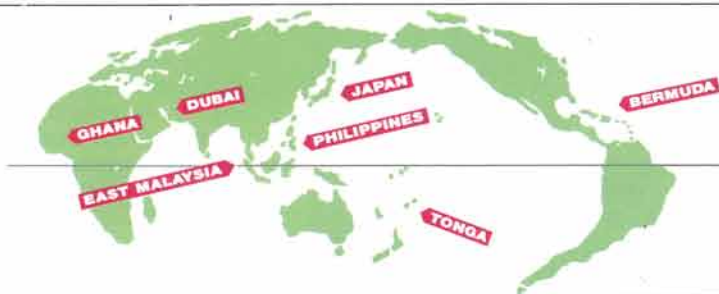 JAPAN
DUBAI
BERMUDA
GHANA
PHILIPPINES
EAST MALAYSIA
TONGA